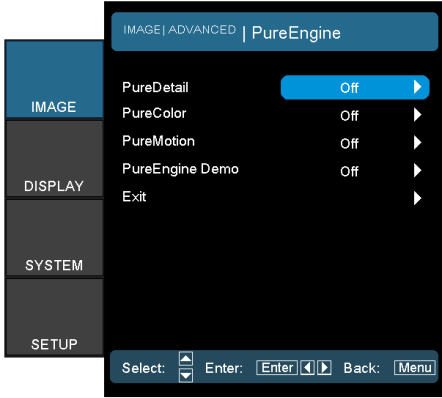 IMAGE| ADVANCED | PureEngine
PureDetail Off
IMAGE
PureColor Off
PureMotion Off
PureEngine Demo Off
DISPLAY
Exit
SYSTEM
SETUP
Select: Enter: Enter Back: Menu